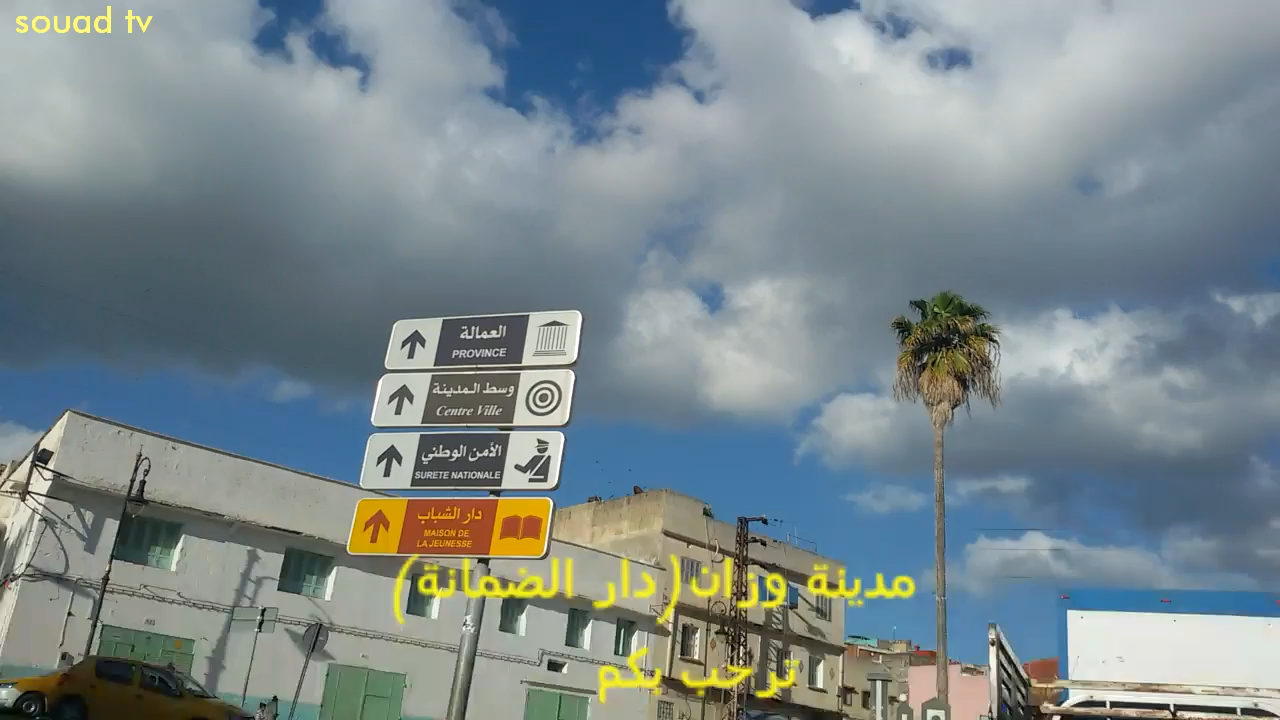 souad tv
العمالة
PROVINCE
وسط المدينة
Centre Ville
الأمن الوطني
SURETE NATIONALE
دار الشباب
MAISON DE
LA JEUNESSE
مدينة وزان(دار الضمانة)
ترحب بكم